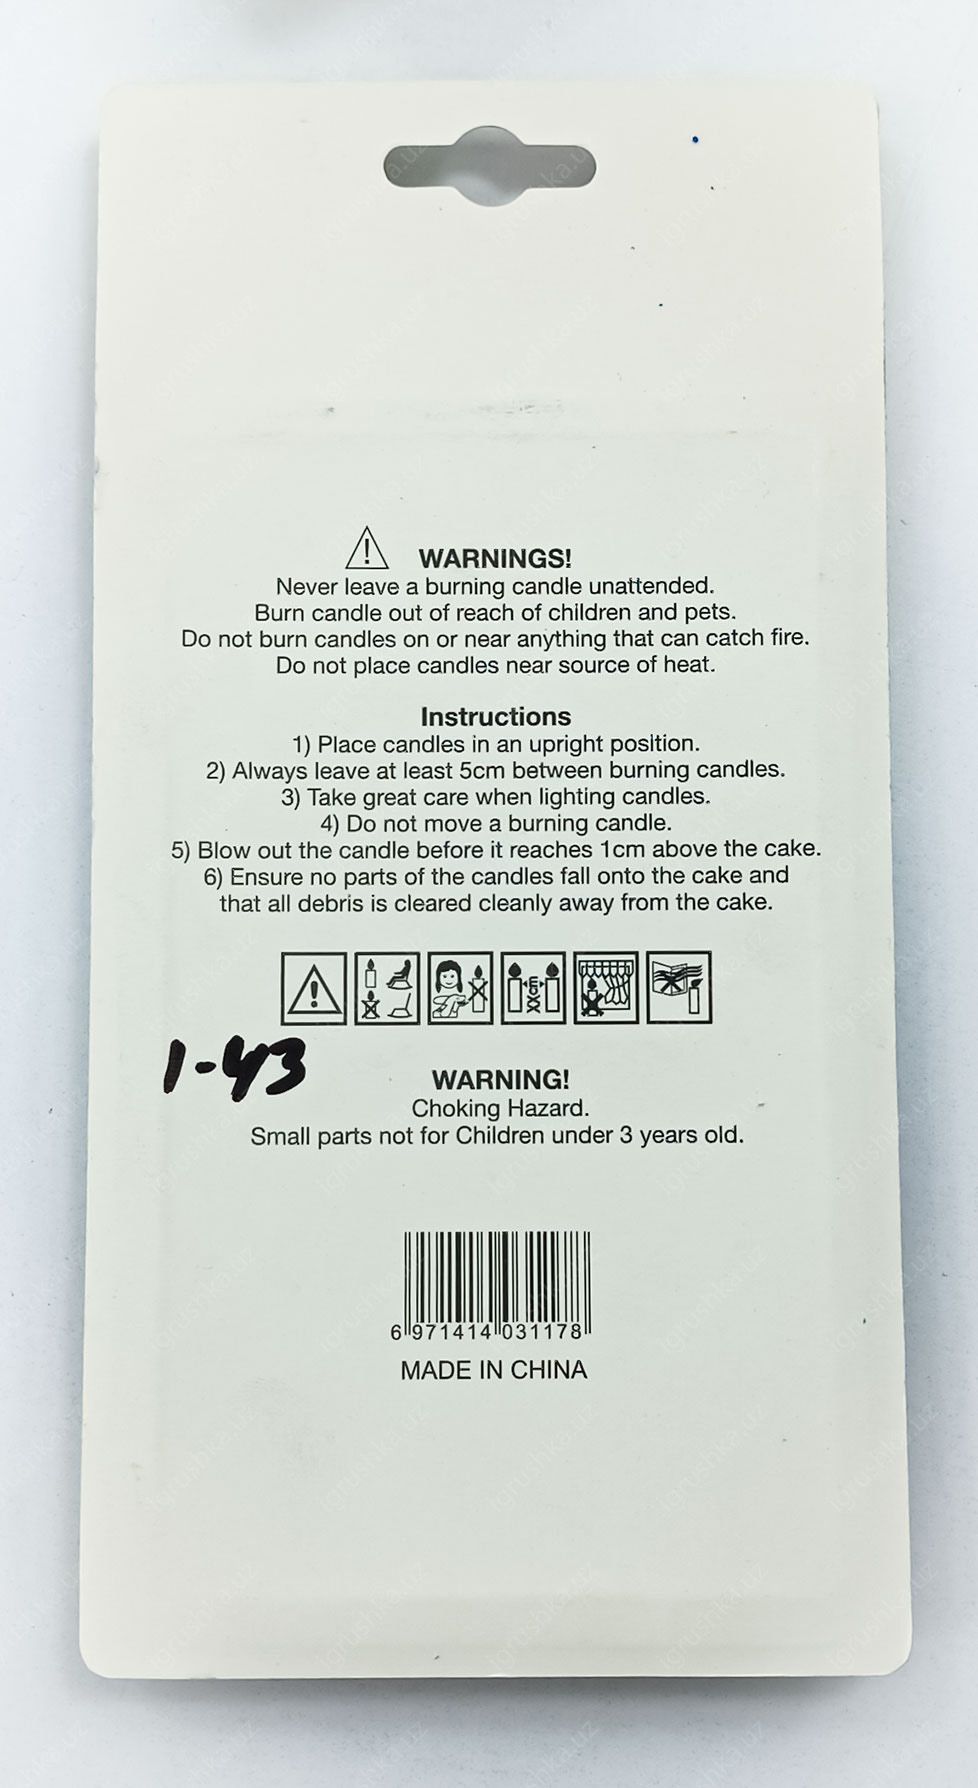 WARNINGS!
Never leave a burning candle unattended.
Burn candle out of reach of children and pets.
Do not burn candles on or near anything that can catch fire.
Do not place candles near source of heat.
Instructions
1) Place candles in an upright position.
2) Always leave at least 5cm between burning candles.
3) Take great care when lighting candles.
4) Do not move a burning candle.
5) Blow out the candle before it reaches 1cm above the cake.
6) Ensure no parts of the candles fall onto the cake and
that all debris is cleared cleanly away from the cake.
1-43
WARNING!
Choking Hazard.
Small parts not for Children under 3 years old.
6 971414 031178
MADE IN CHINA
igrushka.uz